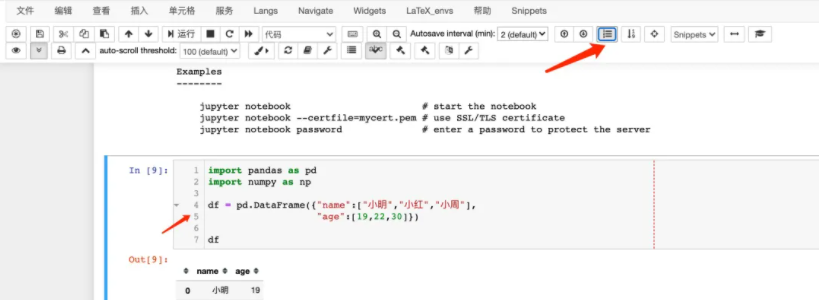 文件 编辑 查看 插入 单元格 服务 Langs Navigate Widgets LaTeX_envs 帮助 Snippets
运行 代码 Autosave interval (min): 2 (default) Snippets
auto-scroll threshold: 100 (default) abc
Examples
--------
jupyter notebook # start the notebook
jupyter notebook --certfile=mycert.pem # use SSL/TLS certificate
jupyter notebook password # enter a password to protect the server
In [9]:
1 import pandas as pd
2 import numpy as np
3
4 df = pd.DataFrame({"name":["小明","小红","小周"],
5 "age":[19,22,30]})
6
7 df
Out[9]:
name age
0 小明 19